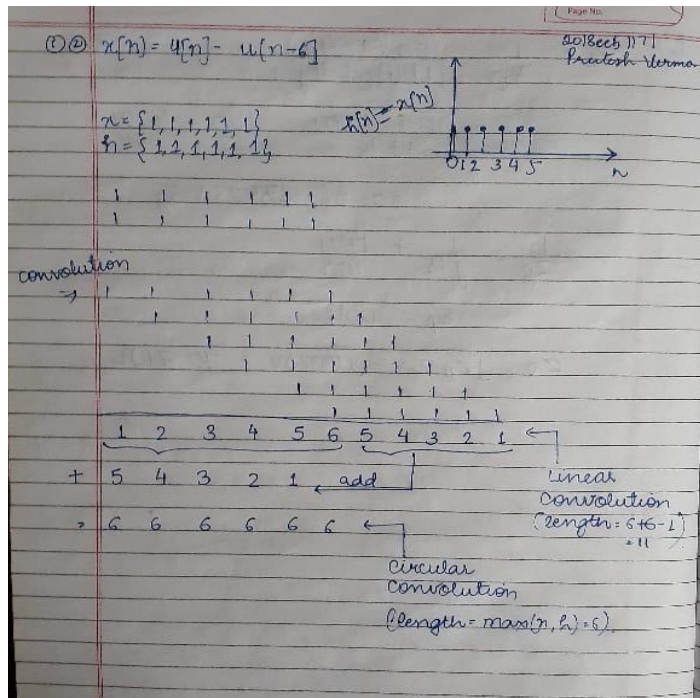 Page No.
① ② x[n] = u[n] - u[n-6]
2018eeb1171
Pratosh Verma
h[n] = x[n]
x = {1, 1, 1, 1, 1, 1}
h = {1, 1, 1, 1, 1, 1}
0 1 2 3 4 5
n
1 1 1 1 1 1
1 1 1 1 1 1
convolution
→ 1 1 1 1 1 1
1 1 1 1 1 1
1 1 1 1 1 1
1 1 1 1 1 1
1 1 1 1 1 1
1 1 1 1 1 1
1 2 3 4 5 6 5 4 3 2 1
+ 5 4 3 2 1 add
Linear
convolution
(length = 6+6-1
= 11
= 6 6 6 6 6 6
circular
convolution
(length = max(x, h) = 6)